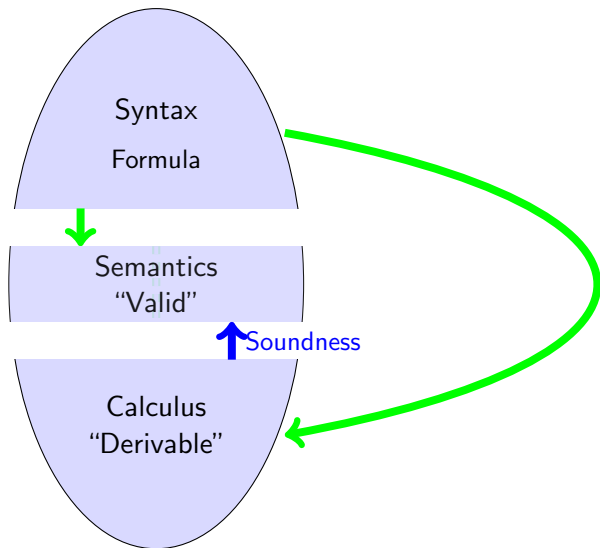 Syntax
Formula
Semantics
“Valid”
Soundness
Calculus
“Derivable”